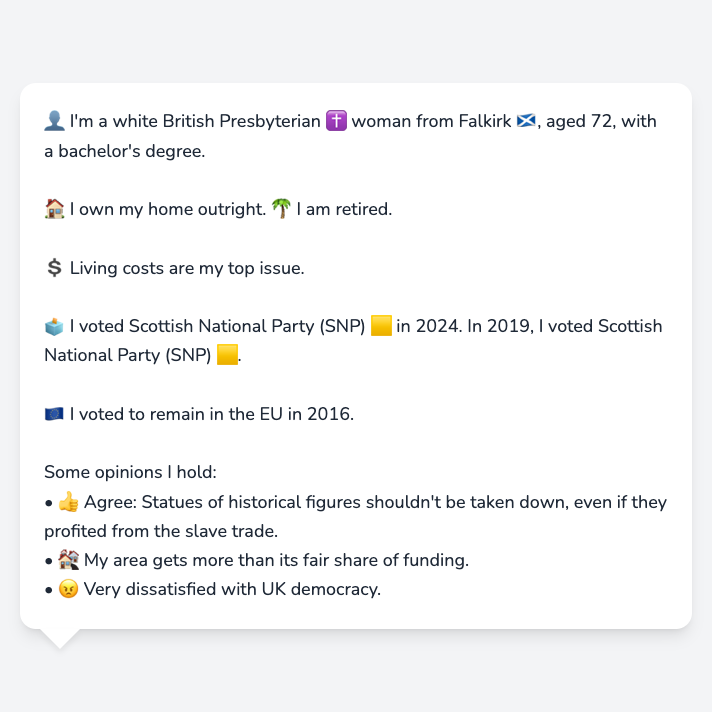 👤 I'm a white British Presbyterian ✝️ woman from Falkirk 🏴󠁧󠁢󠁳󠁣󠁴󠁿, aged 72, with
a bachelor's degree.
🏠 I own my home outright. 🌴 I am retired.
💲 Living costs are my top issue.
🗳️ I voted Scottish National Party (SNP) 🟨 in 2024. In 2019, I voted Scottish
National Party (SNP) 🟨.
🇪🇺 I voted to remain in the EU in 2016.
Some opinions I hold:
• 👍 Agree: Statues of historical figures shouldn't be taken down, even if they
profited from the slave trade.
• 🏚️ My area gets more than its fair share of funding.
• 😠 Very dissatisfied with UK democracy.